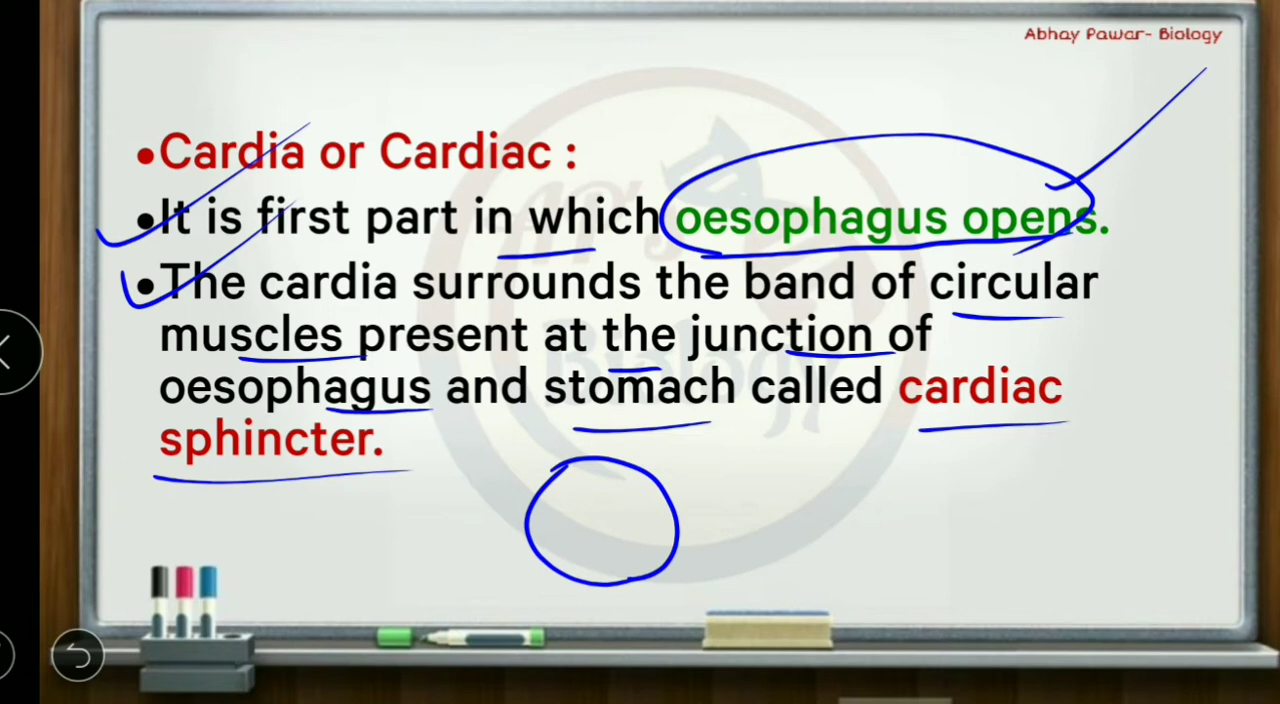 Abhay Pawar- Biology
•Cardia or Cardiac :
•It is first part in which oesophagus opens.
•The cardia surrounds the band of circular
muscles present at the junction of
oesophagus and stomach called cardiac
sphincter.
Biology